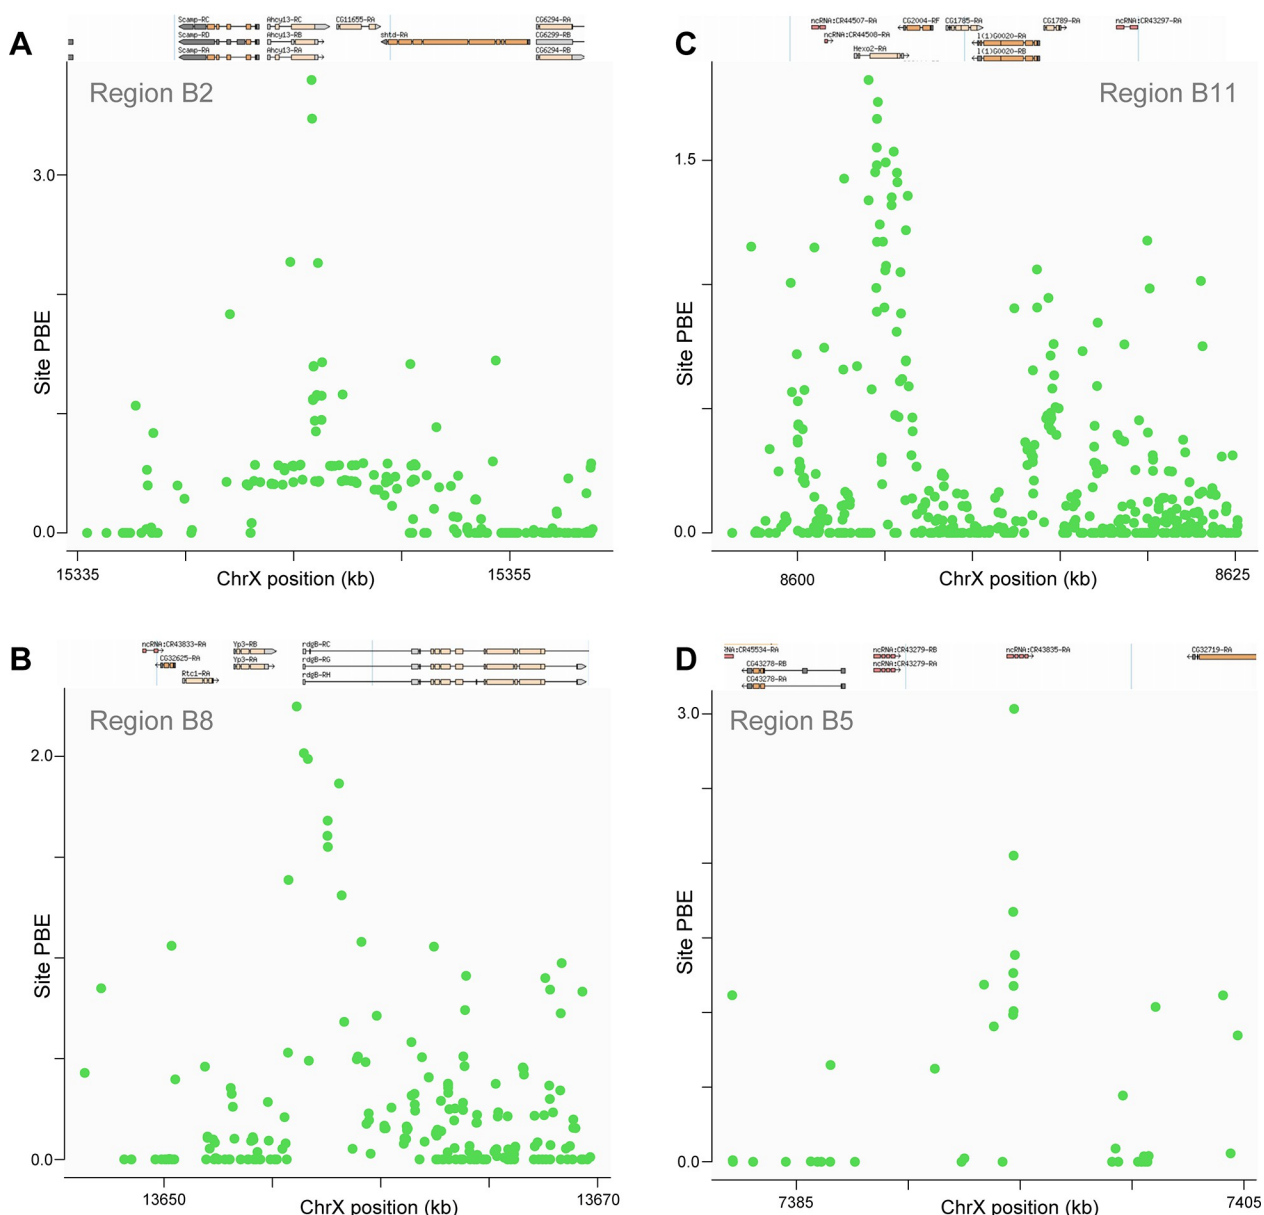 A
Scamp-RC
Ahcy13-RC
CG11655-RA
CG6294-RA
Scamp-RD
Ahcy13-RB
shtd-RA
CG6299-RB
Scamp-RA
Ahcy13-RA
CG6294-RB
Region B2
3.0
Site PBE
0.0
15335
15355
ChrX position (kb)
C
ncRNA:CR44507-RA
CG2004-RF
CG1785-RA
CG1789-RA
ncRNA:CR43297-RA
ncRNA:CR44508-RA
l(1)G0020-RA
Hexo2-RA
l(1)G0020-RB
Region B11
1.5
Site PBE
0.0
8600
8625
ChrX position (kb)
B
ncRNA:CR43833-RA
Yp3-RB
rdgB-RC
CG32625-RA
Yp3-RA
rdgB-RG
Rtc1-RA
rdgB-RH
Region B8
2.0
Site PBE
0.0
13650
13670
ChrX position (kb)
D
RNA:CR45534-RA
ncRNA:CR43279-RB
ncRNA:CR43835-RA
CG32719-RA
CG43278-RB
ncRNA:CR43279-RA
CG43278-RA
Region B5
3.0
Site PBE
0.0
7385
7405
ChrX position (kb)